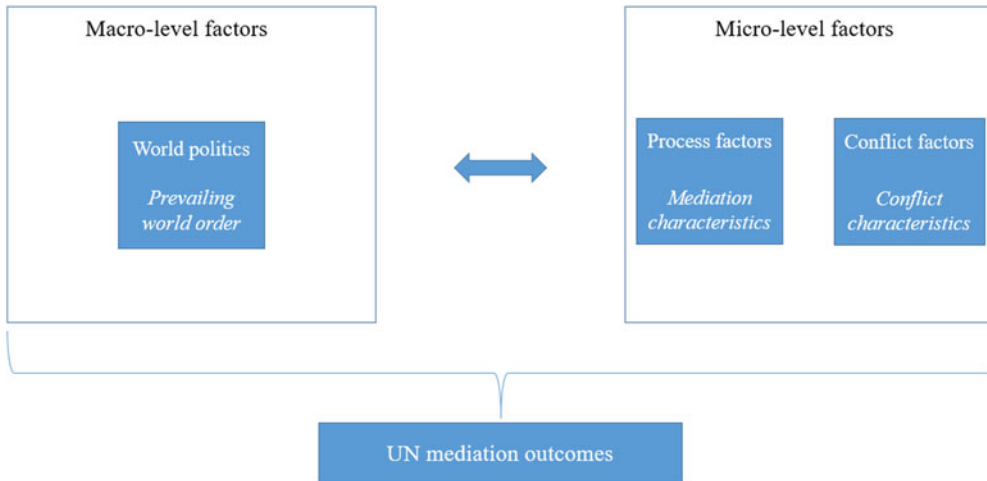 Macro-level factors
World politics
Prevailing
world order
Micro-level factors
Process factors
Mediation
characteristics
Conflict factors
Conflict
characteristics
UN mediation outcomes